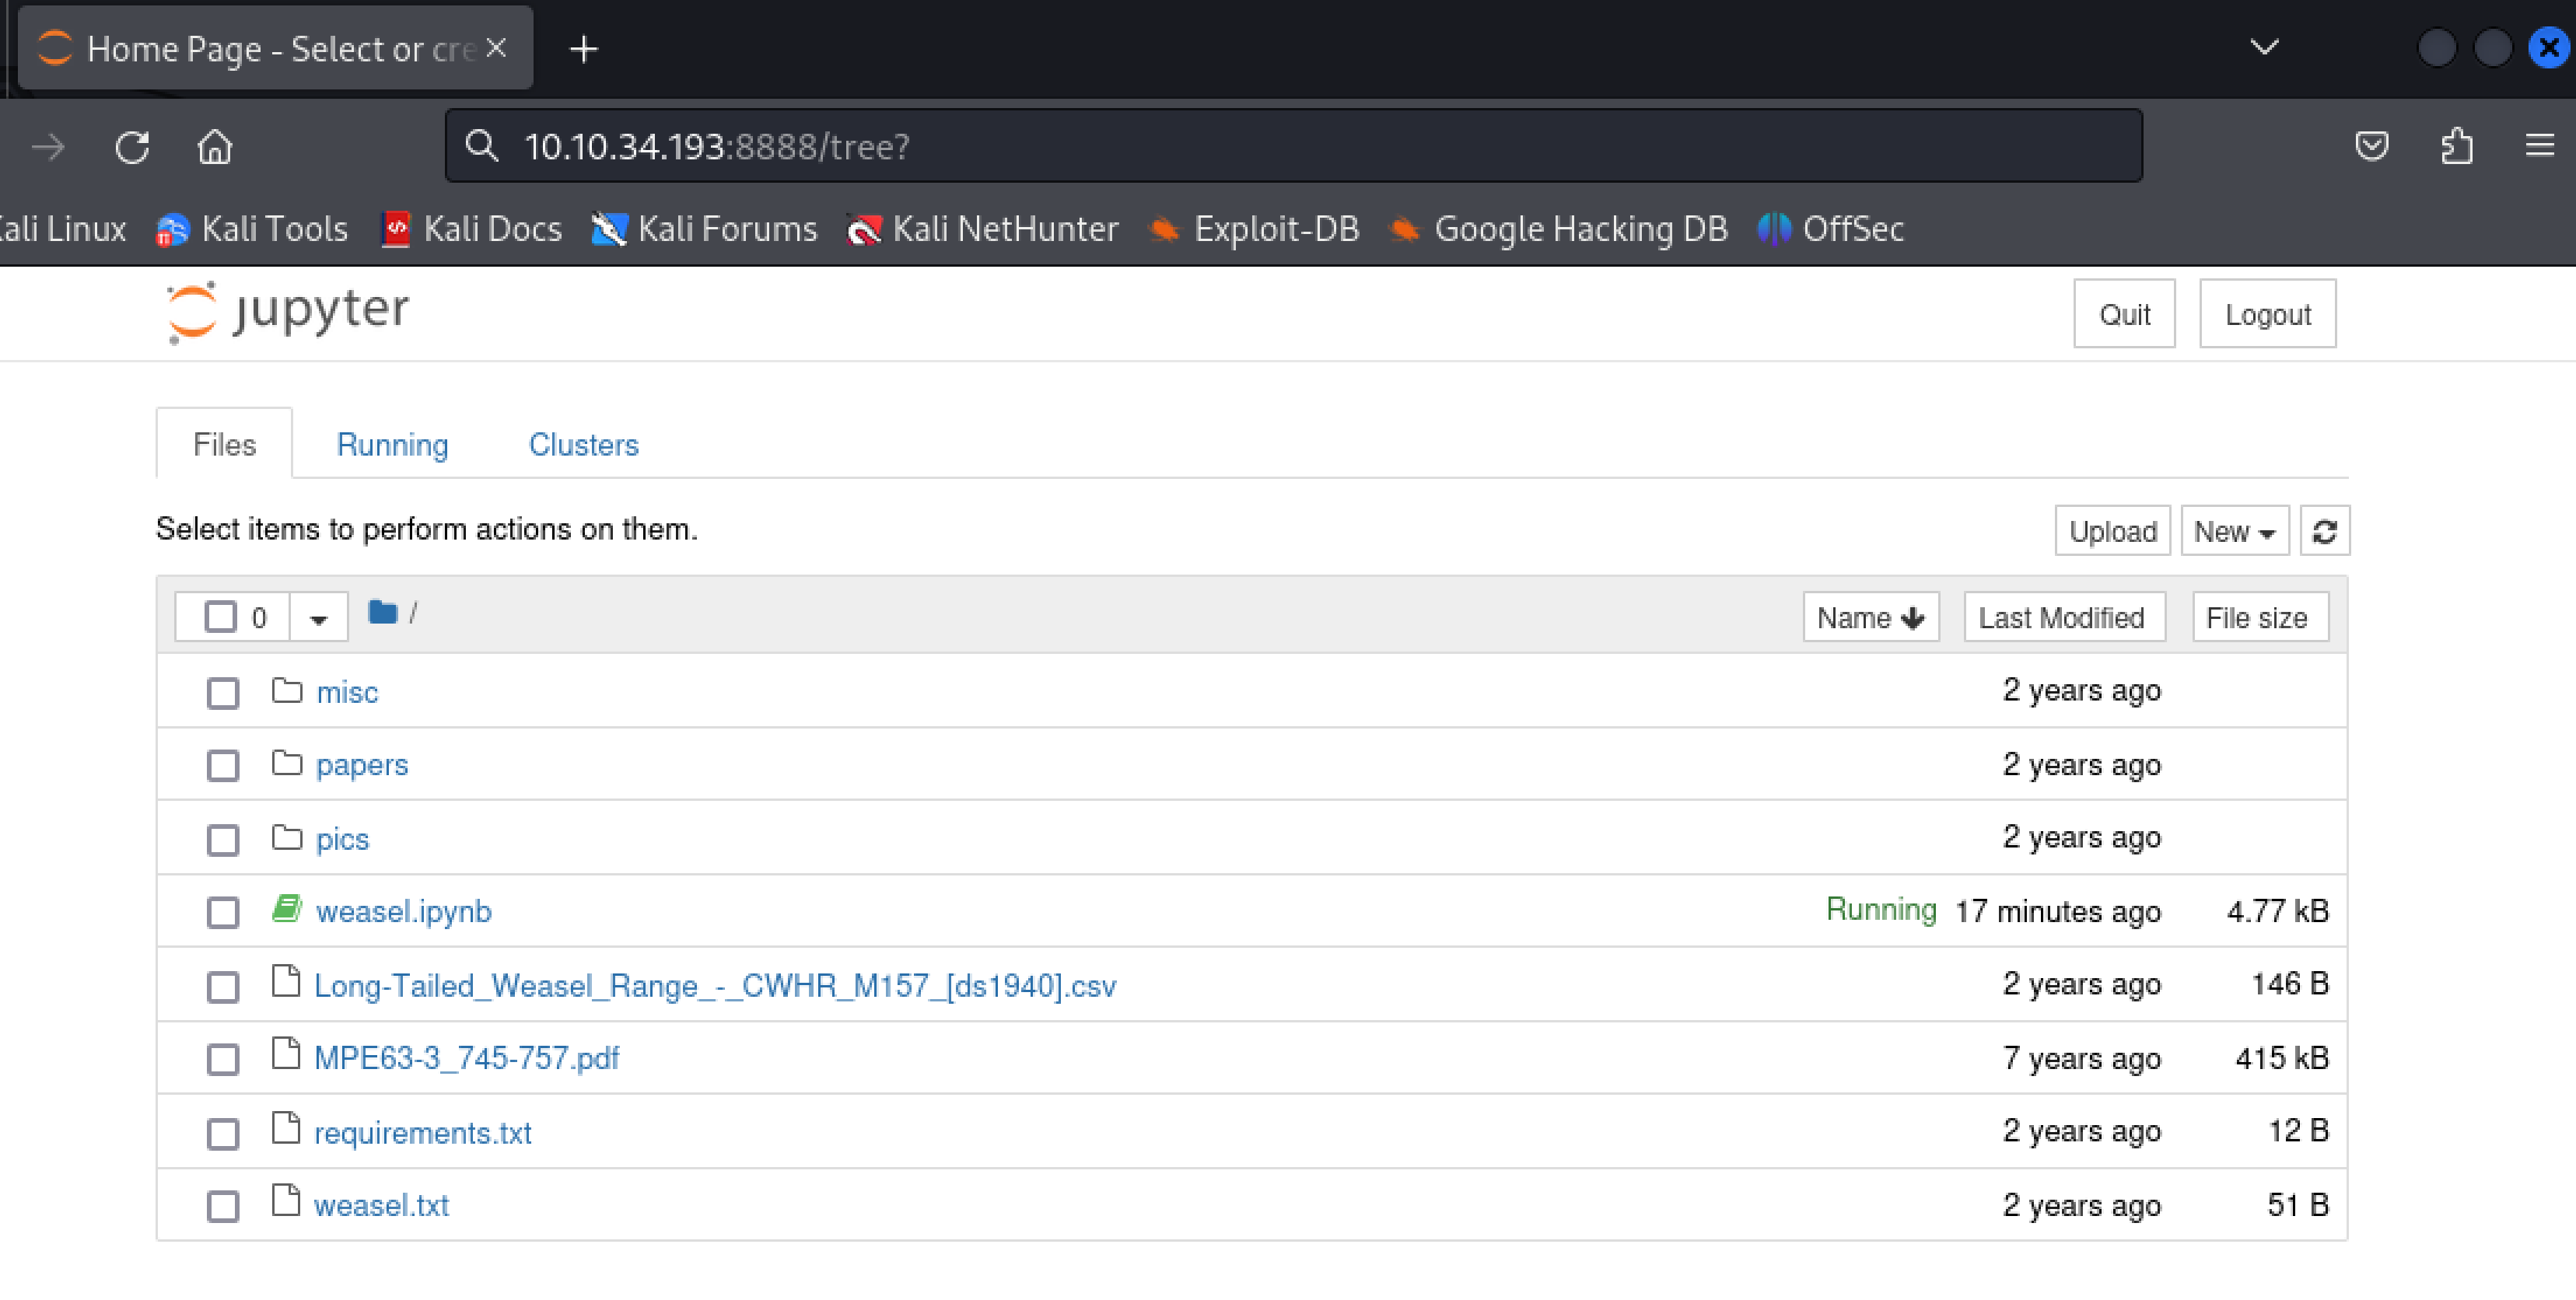 Home Page - Select or cre
10.10.34.193:8888/tree?
Kali Linux Kali Tools Kali Docs Kali Forums Kali NetHunter Exploit-DB Google Hacking DB OffSec
jupyter Quit Logout
Files Running Clusters
Select items to perform actions on them. Upload New
0 / Name Last Modified File size
misc 2 years ago
papers 2 years ago
pics 2 years ago
weasel.ipynb Running 17 minutes ago 4.77 kB
Long-Tailed_Weasel_Range_-_CWHR_M157_[ds1940].csv 2 years ago 146 B
MPE63-3_745-757.pdf 7 years ago 415 kB
requirements.txt 2 years ago 12 B
weasel.txt 2 years ago 51 B